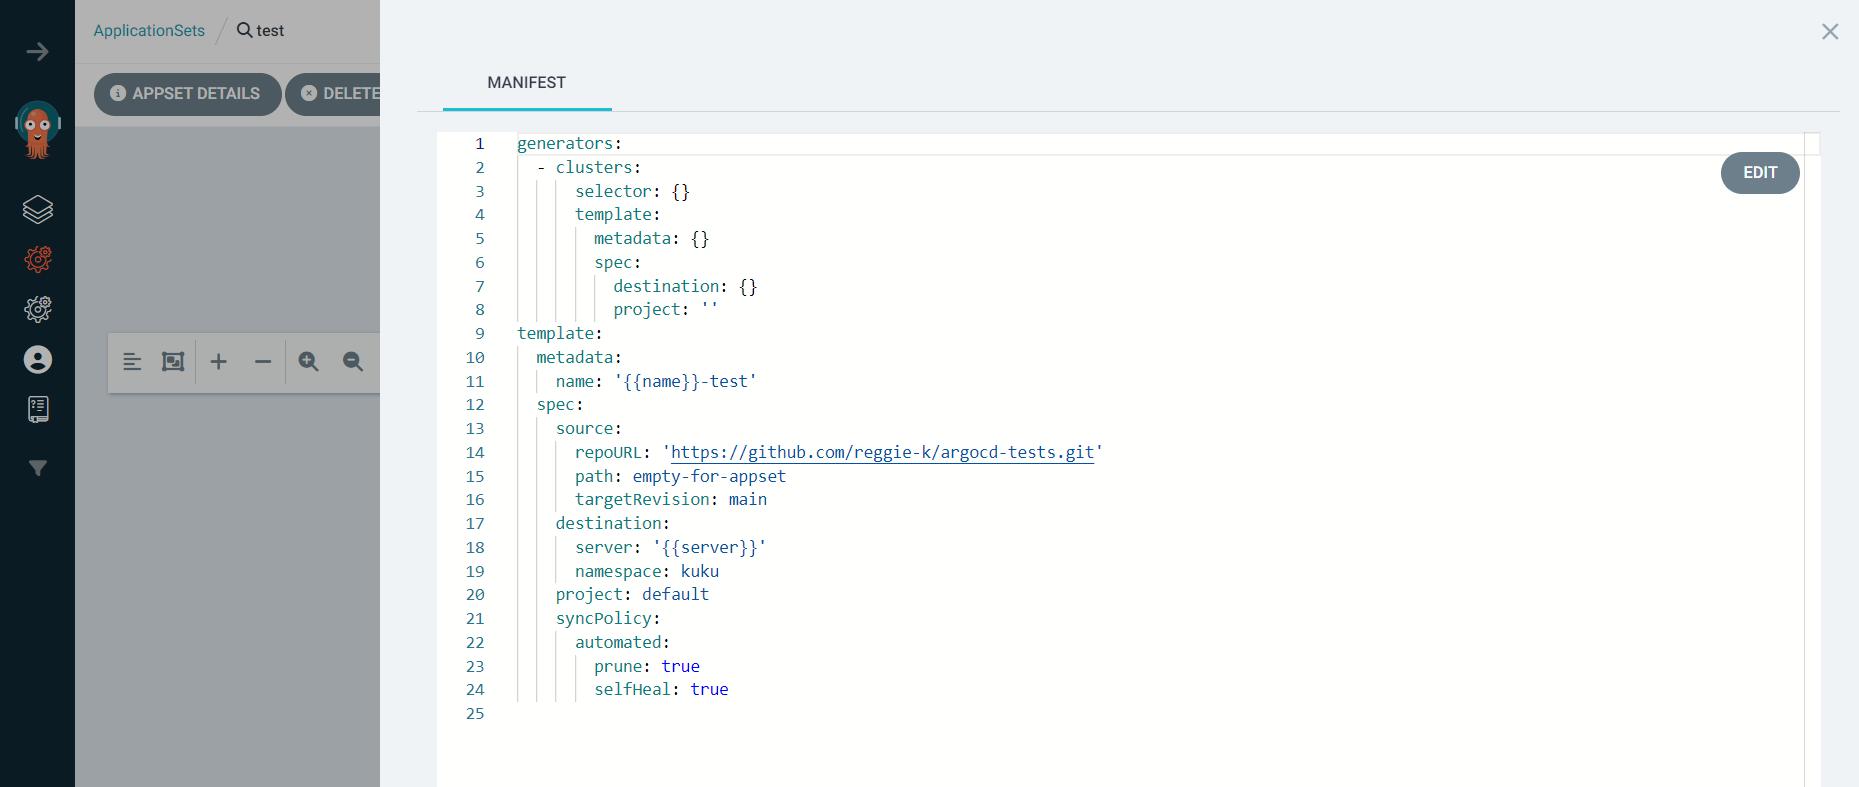 ApplicationSets / test
APPSET DETAILS DELETE
MANIFEST
EDIT
1 generators:
2 - clusters:
3 selector: {}
4 template:
5 metadata: {}
6 spec:
7 destination: {}
8 project: ''
9 template:
10 metadata:
11 name: '{{name}}-test'
12 spec:
13 source:
14 repoURL: 'https://github.com/reggie-k/argocd-tests.git'
15 path: empty-for-appset
16 targetRevision: main
17 destination:
18 server: '{{server}}'
19 namespace: kuku
20 project: default
21 syncPolicy:
22 automated:
23 prune: true
24 selfHeal: true
25